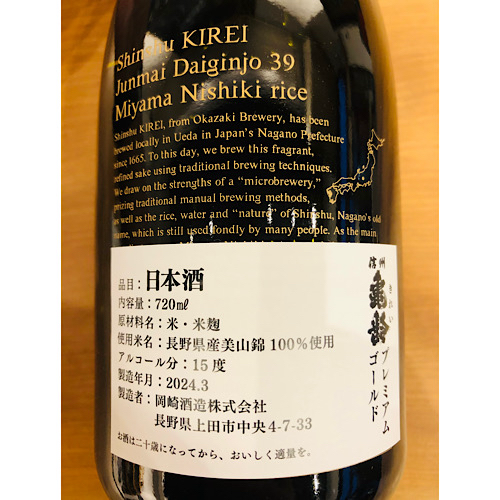 Shinshu KIREI
Junmai Daiginjo 39
Miyama Nishiki rice
Shinshu KIREI, from Okazaki Brewery, has been
brewed locally in Ueda in Japan's Nagano Prefecture
since 1665. To this day, we brew this fragrant,
refined sake using traditional brewing techniques.
We draw on the strengths of a "microbrewery,"
prizing traditional manual brewing methods,
as well as the rice, water and "nature" of Shinshu, Nagano's old
name, which is still used fondly by many people. As the main
品目：日本酒
内容量：720㎖
原材料名：米・米麹
使用米名：長野県産美山錦 100%使用
アルコール分：15度
製造年月：2024.3
製造者：岡崎酒造株式会社
長野県上田市中央4-7-33
お酒は二十歳になってから、おいしく適量を。
信州
亀齢
きれい
プレミアム
ゴールド